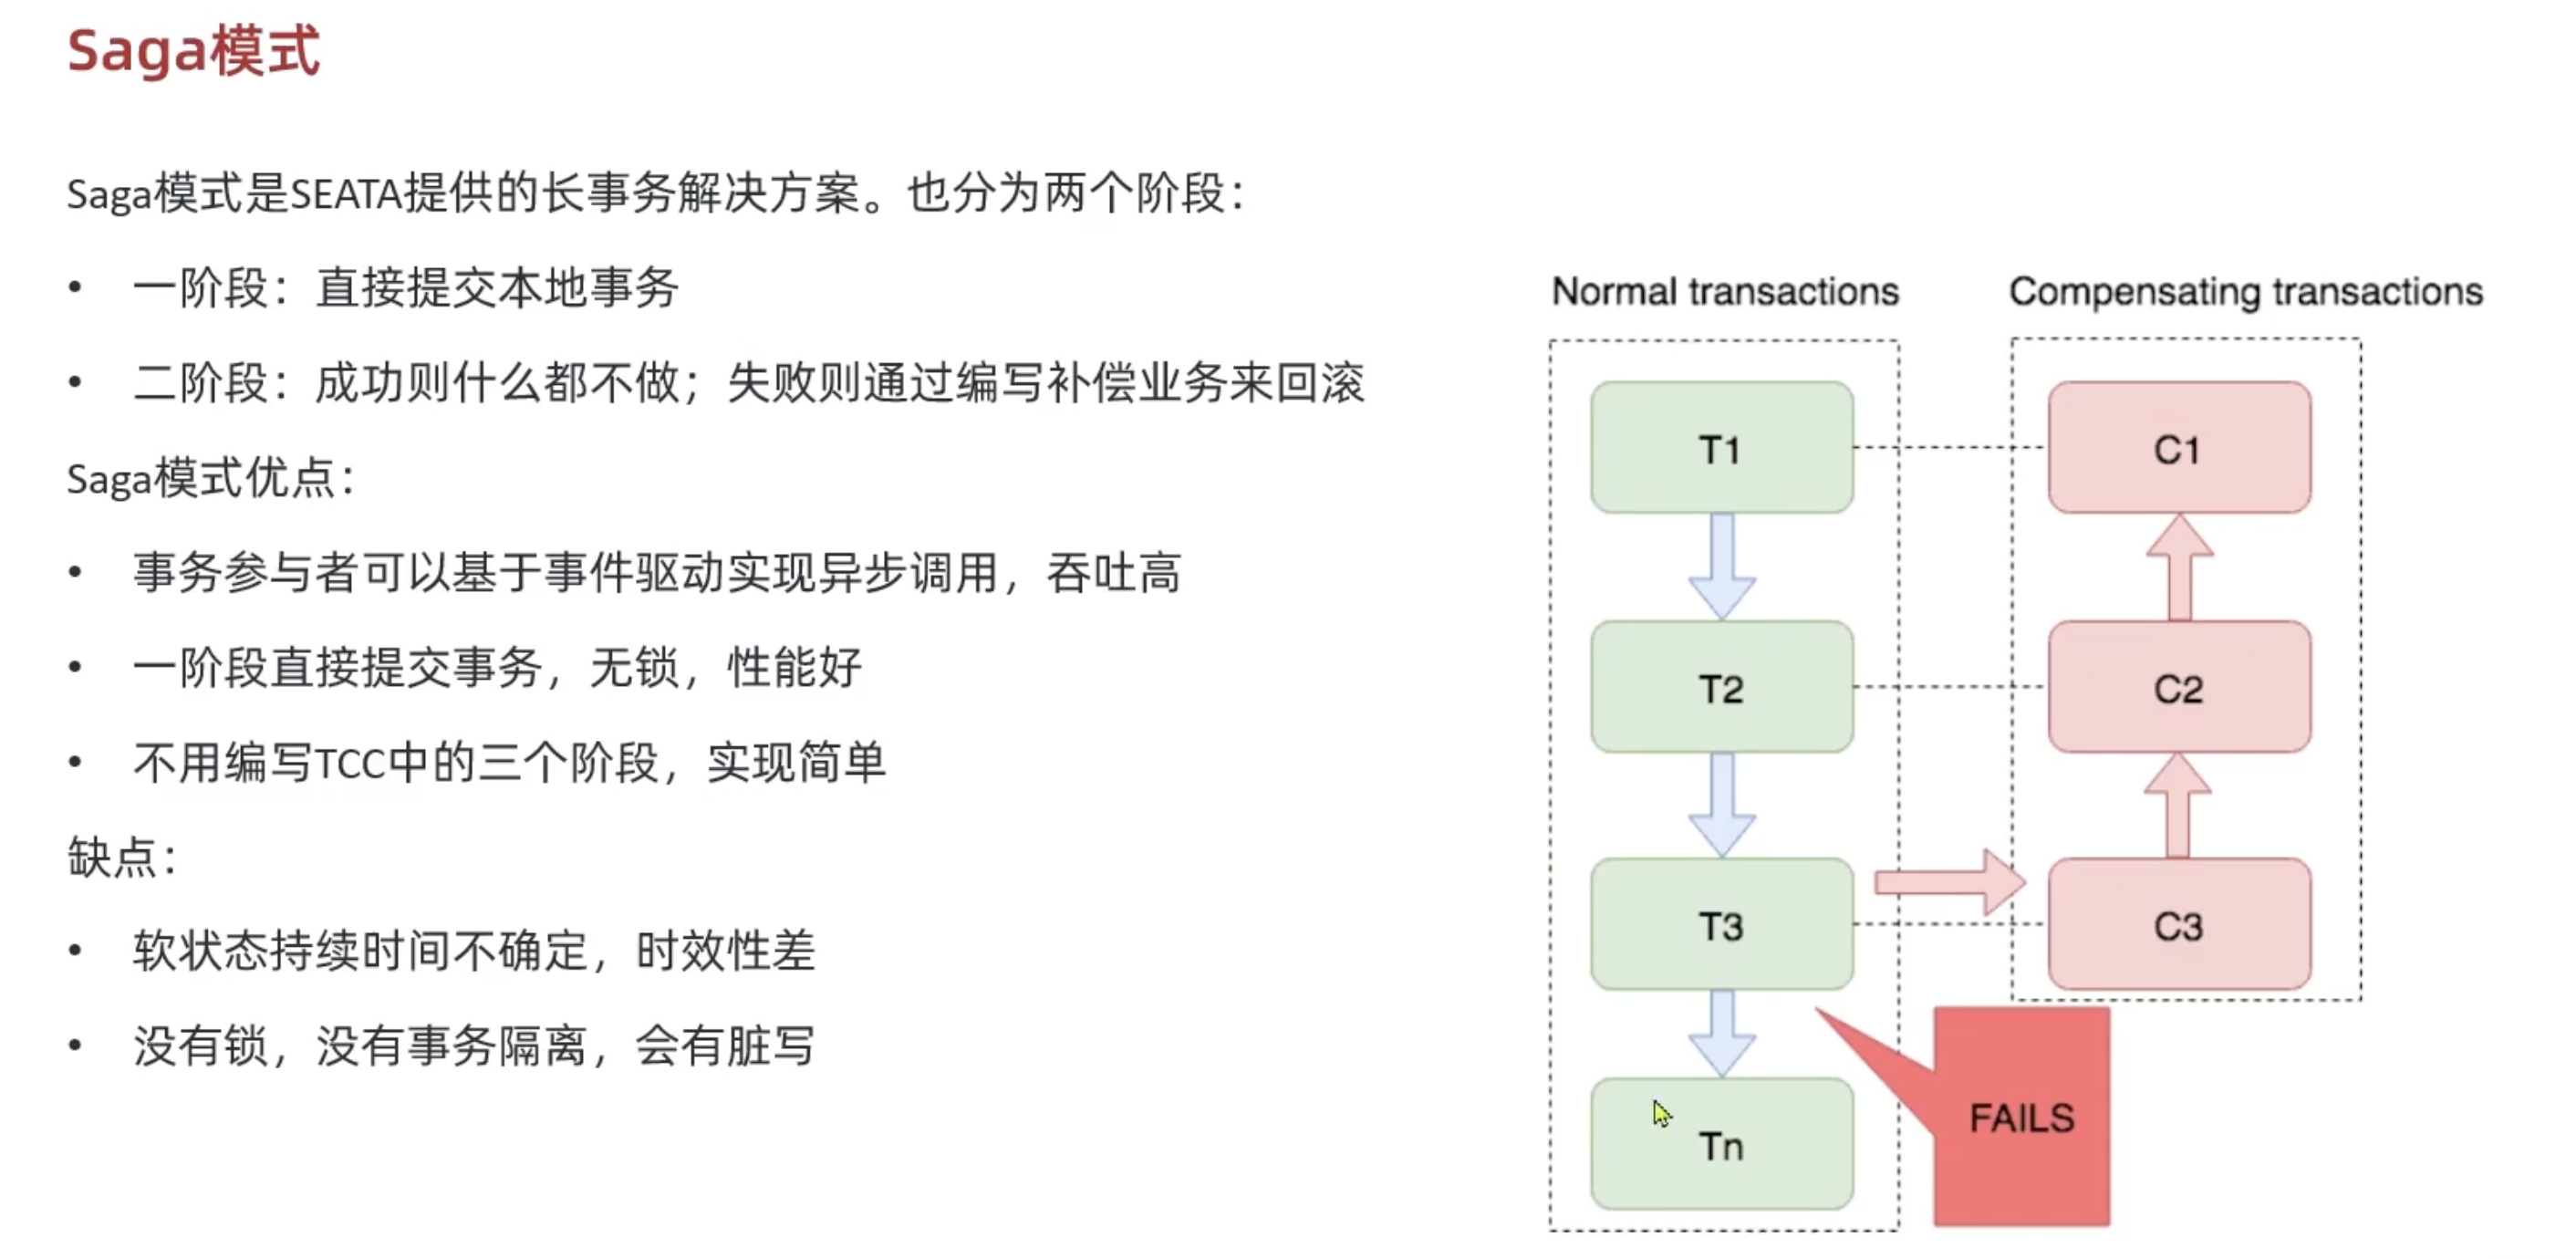 Saga模式
Saga模式是SEATA提供的长事务解决方案。也分为两个阶段：
• 一阶段：直接提交本地事务
• 二阶段：成功则什么都不做；失败则通过编写补偿业务来回滚
Saga模式优点：
• 事务参与者可以基于事件驱动实现异步调用，吞吐高
• 一阶段直接提交事务，无锁，性能好
• 不用编写TCC中的三个阶段，实现简单
缺点：
• 软状态持续时间不确定，时效性差
• 没有锁，没有事务隔离，会有脏写
Normal transactions
Compensating transactions
T1
C1
T2
C2
T3
C3
Tn
FAILS